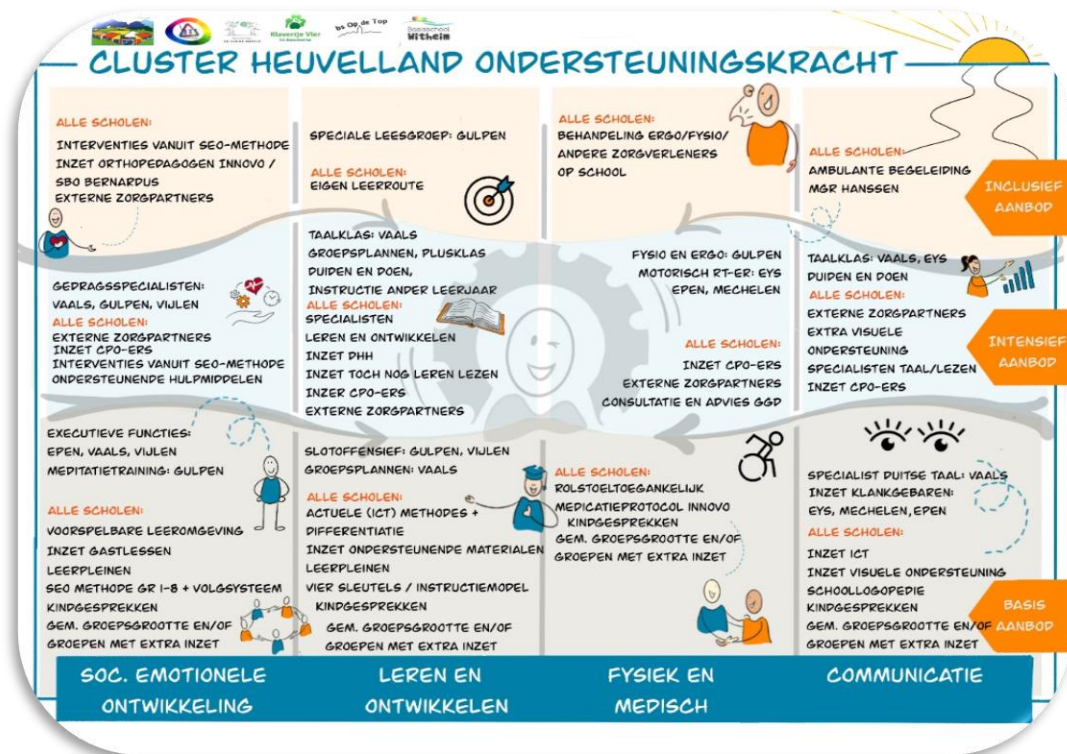 Klavertje Vier
bs Op de Top
Basisschool
Witheim
CLUSTER HEUVELLAND ONDERSTEUNINGSKRACHT
ALLE SCHOLEN:
INTERVENTIES VANUIT SEO-METHODE
INZET ORTHOPEDAGOGEN INNOVO /
SBO BERNARDUS
EXTERNE ZORGPARTNERS
SPECIALE LEESGROEP: GULPEN
ALLE SCHOLEN:
EIGEN LEERROUTE
ALLE SCHOLEN:
BEHANDELING ERGO/FYSIO/
ANDERE ZORGVERLENERS
OP SCHOOL
ALLE SCHOLEN:
AMBULANTE BEGELEIDING
MGR HANSSEN
INCLUSIEF
AANBOD
GEDRAGSSPECIALISTEN:
VAALS, GULPEN, VIJLEN
ALLE SCHOLEN:
EXTERNE ZORGPARTNERS
INZET CPO-ERS
INTERVENTIES VANUIT SEO-METHODE
ONDERSTEUNENDE HULPMIDDELEN
TAALKLAS: VAALS
GROEPSPLANNEN, PLUSKLAS
DUIDEN EN DOEN,
INSTRUCTIE ANDER LEERJAAR
ALLE SCHOLEN:
SPECIALISTEN
LEREN EN ONTWIKKELEN
INZET DHH
INZET TOCH NOG LEREN LEZEN
INZER CPO-ERS
EXTERNE ZORGPARTNERS
FYSIO EN ERGO: GULPEN
MOTORISCH RT-ER: EYS
EPEN, MECHELEN
ALLE SCHOLEN:
INZET CPO-ERS
EXTERNE ZORGPARTNERS
CONSULTATIE EN ADVIES GGD
TAALKLAS: VAALS, EYS
DUIDEN EN DOEN
ALLE SCHOLEN:
EXTERNE ZORGPARTNERS
EXTRA VISUELE
ONDERSTEUNING
SPECIALISTEN TAAL/LEZEN
INZET CPO-ERS
INTENSIEF
AANBOD
EXECUTIEVE FUNCTIES:
EPEN, VAALS, VIJLEN
MEDITATIETRAINING: GULPEN
ALLE SCHOLEN:
VOORSPELBARE LEEROMGEVING
INZET GASTLESSEN
LEERPLEINEN
SEO METHODE GR 1-8 + VOLGSYSTEEM
KINDGESPREKKEN
GEM. GROEPSGROOTTE EN/OF
GROEPEN MET EXTRA INZET
SLOTOFFENSIEF: GULPEN, VIJLEN
GROEPSPLANNEN: VAALS
ALLE SCHOLEN:
ACTUELE (ICT) METHODES +
DIFFERENTIATIE
INZET ONDERSTEUNENDE MATERIALEN
LEERPLEINEN
VIER SLEUTELS / INSTRUCTIEMODEL
KINDGESPREKKEN
GEM. GROEPSGROOTTE EN/OF
GROEPEN MET EXTRA INZET
ALLE SCHOLEN:
ROLSTOELTOEGANKELIJK
MEDICATIEPROTOCOL INNOVO
KINDGESPREKKEN
GEM. GROEPSGROOTTE EN/OF
GROEPEN MET EXTRA INZET
SPECIALIST DUITSE TAAL: VAALS
INZET KLANKGEBAREN:
EYS, MECHELEN, EPEN
ALLE SCHOLEN:
INZET ICT
INZET VISUELE ONDERSTEUNING
SCHOOLLOGOPEDIE
KINDGESPREKKEN
GEM. GROEPSGROOTTE EN/OF
GROEPEN MET EXTRA INZET
BASIS
AANBOD
SOC. EMOTIONELE
ONTWIKKELING
LEREN EN
ONTWIKKELEN
FYSIEK EN
MEDISCH
COMMUNICATIE